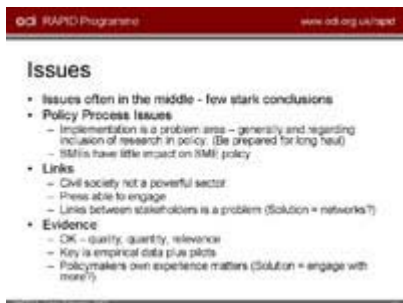 odi RAPID Programme
www.odi.org.uk/rapid
Issues
• Issues often in the middle - few stark conclusions
• Policy Process Issues
– Implementation is a problem area – generally and regarding
inclusion of research in policy. (Be prepared for long haul)
– SMEs have little impact on SME policy
• Links
– Civil society not a powerful sector
– Press able to engage
– Links between stakeholders is a problem (Solution = networks?)
• Evidence
– OK – quality, quantity, relevance
– Key is empirical data plus pilots
– Policymakers own experience matters (Solution = engage with
more?)